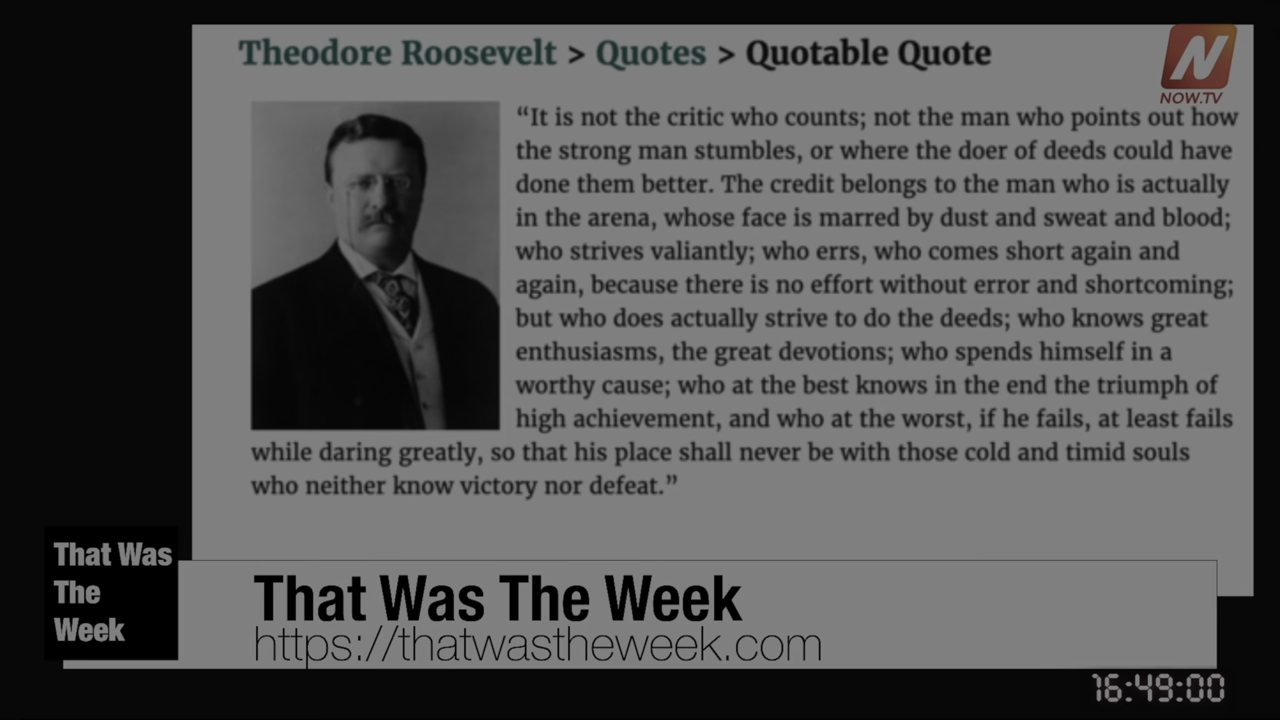 Theodore Roosevelt > Quotes > Quotable Quote
N
NOW.TV
“It is not the critic who counts; not the man who points out how
the strong man stumbles, or where the doer of deeds could have
done them better. The credit belongs to the man who is actually
in the arena, whose face is marred by dust and sweat and blood;
who strives valiantly; who errs, who comes short again and
again, because there is no effort without error and shortcoming;
but who does actually strive to do the deeds; who knows great
enthusiasms, the great devotions; who spends himself in a
worthy cause; who at the best knows in the end the triumph of
high achievement, and who at the worst, if he fails, at least fails
while daring greatly, so that his place shall never be with those cold and timid souls
who neither know victory nor defeat.”
That Was
The
Week
That Was The Week
https://thatwastheweek.com
16:49:00